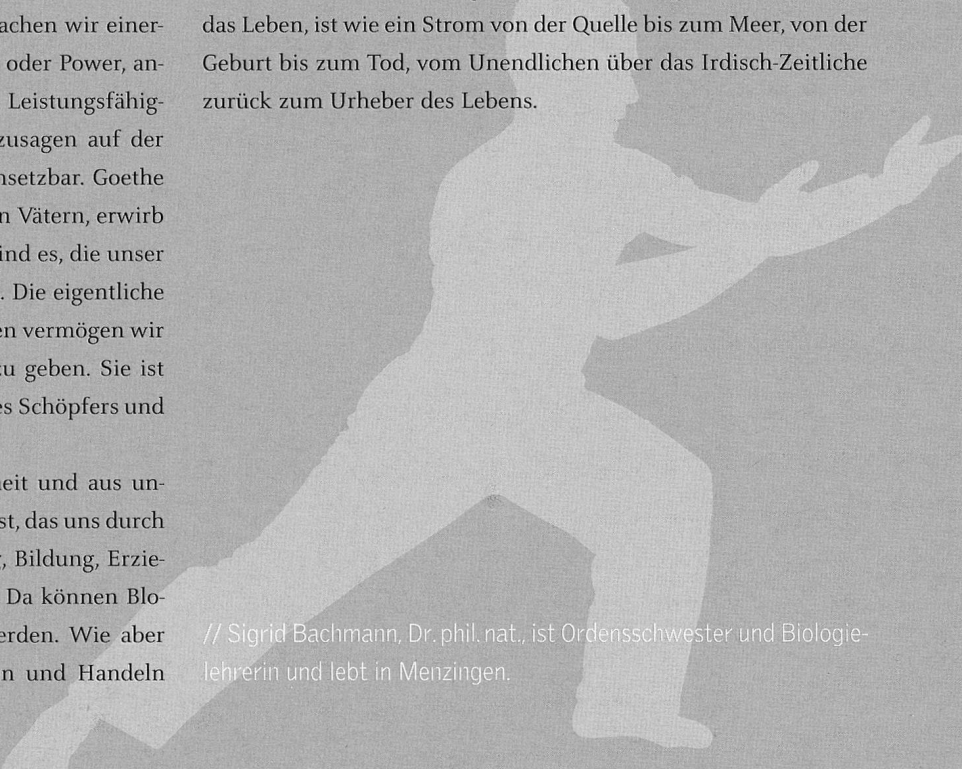 achen wir einer-
oder Power, an-
Leistungsfähig-
zusagen auf der
nsetzbar. Goethe
n Vätern, erwirb
ind es, die unser
. Die eigentliche
en vermögen wir
zu geben. Sie ist
es Schöpfers und
heit und aus un-
st, das uns durch
g, Bildung, Erzie-
Da können Blo-
erden. Wie aber
n und Handeln
das Leben, ist wie ein Strom von der Quelle bis zum Meer, von der
Geburt bis zum Tod, vom Unendlichen über das Irdisch-Zeitliche
zurück zum Urheber des Lebens.
// Sigrid Bachmann, Dr. phil. nat., ist Ordensschwester und Biologie-
lehrerin und lebt in Menzingen.